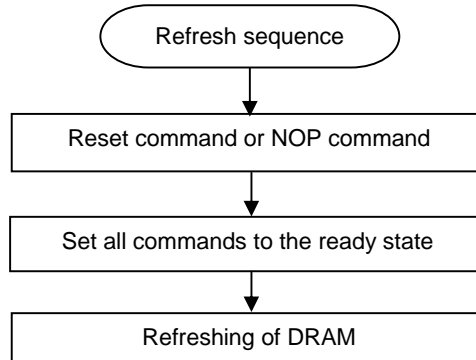 Refresh sequence
Reset command or NOP command
Set all commands to the ready state
Refreshing of DRAM